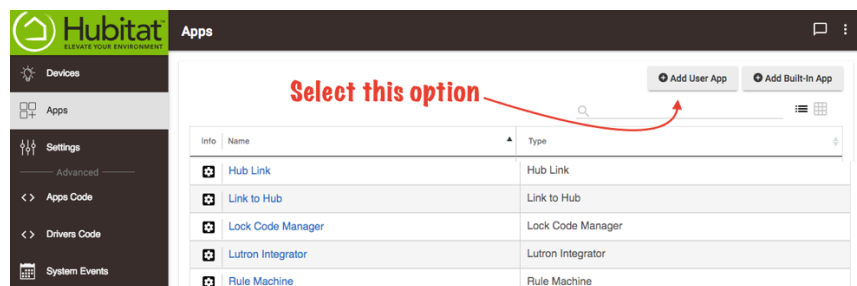 Hubitat
ELEVATE YOUR ENVIRONMENT
Apps
Devices
Apps
Settings
Advanced
Apps Code
Drivers Code
System Events
Select this option
Add User App
Add Built-In App
Info Name Type
Hub Link Hub Link
Link to Hub Link to Hub
Lock Code Manager Lock Code Manager
Lutron Integrator Lutron Integrator
Rule Machine Rule Machine